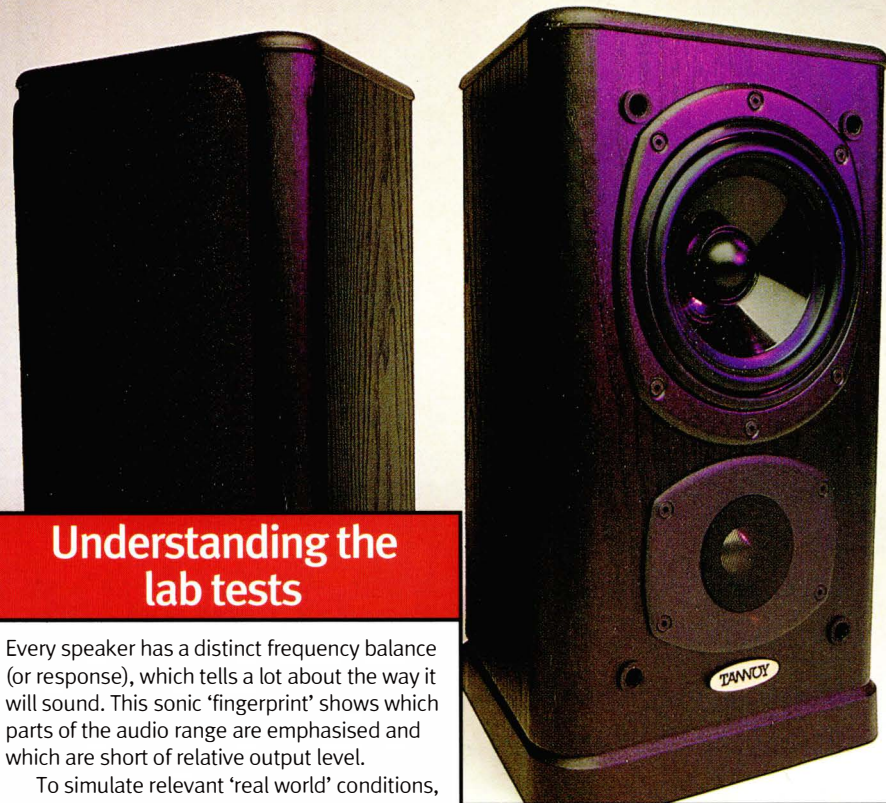 Understanding the
lab tests
Every speaker has a distinct frequency balance
(or response), which tells a lot about the way it
will sound. This sonic ‘fingerprint’ shows which
parts of the audio range are emphasised and
which are short of relative output level.
To simulate relevant ‘real world’ conditions,
TANNOY